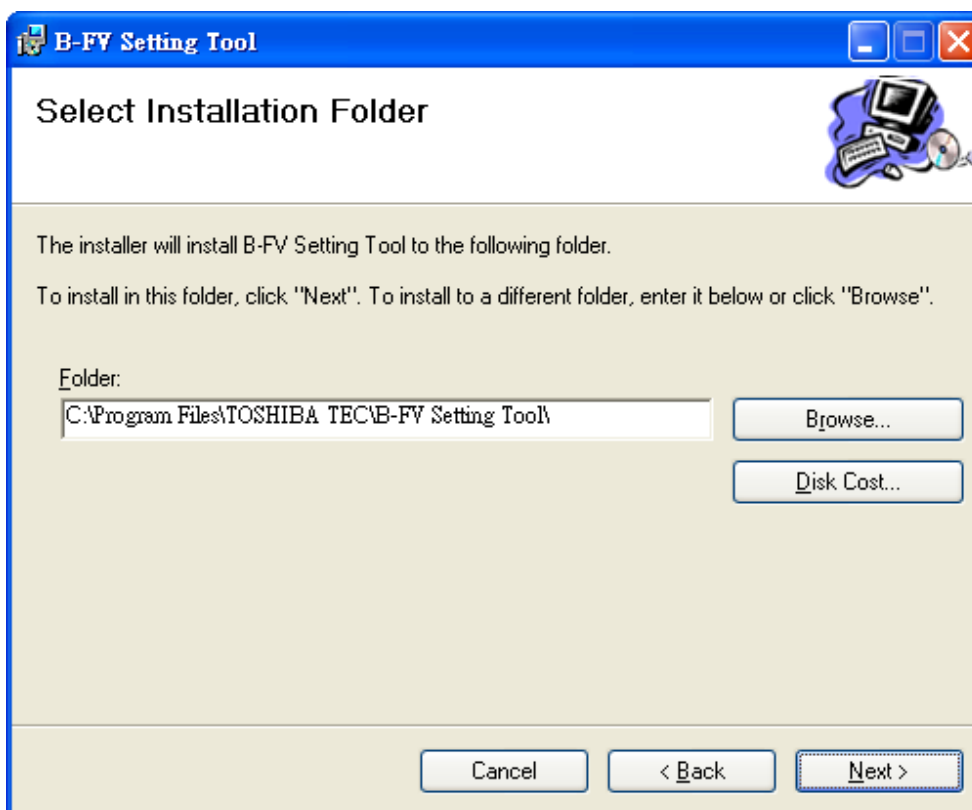 B-FV Setting Tool
Select Installation Folder
The installer will install B-FV Setting Tool to the following folder.
To install in this folder, click "Next". To install to a different folder, enter it below or click "Browse".
Folder:
C:\Program Files\TOSHIBA TEC\B-FV Setting Tool\
Browse...
Disk Cost...
Cancel
< Back
Next >